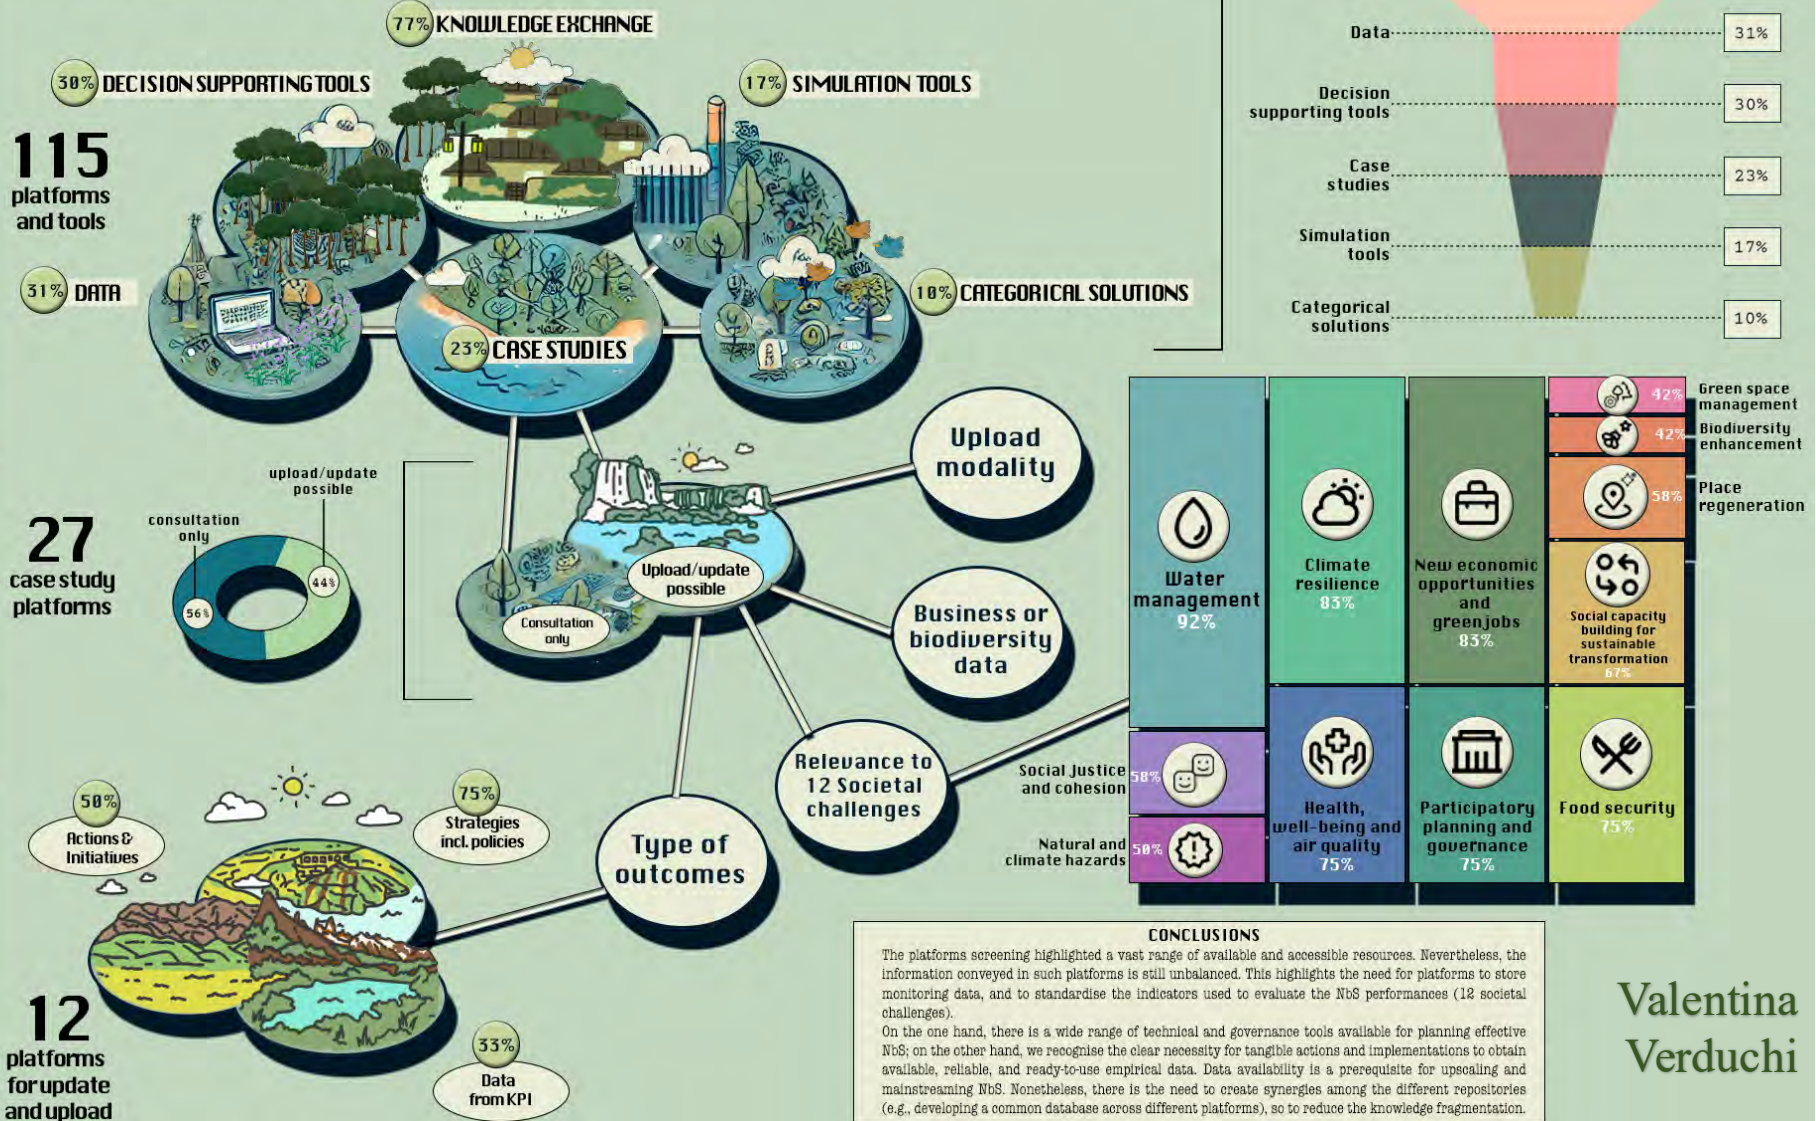 77% KNOWLEDGE EXCHANGE
30% DECISION SUPPORTING TOOLS
17% SIMULATION TOOLS
115
platforms
and tools
31% DATA
10% CATEGORICAL SOLUTIONS
23% CASE STUDIES
Data
31%
Decision
supporting tools
30%
Case
studies
23%
Simulation
tools
17%
Categorical
solutions
10%
27
case study
platforms
consultation
only
upload/update
possible
56%
44%
Upload/update
possible
Consultation
only
Upload
modality
Business or
biodiversity
data
Relevance to
12 Societal
challenges
Type of
outcomes
Water
management
92%
Social Justice
and cohesion
58%
Natural and
climate hazards
50%
Climate
resilience
83%
Health,
well-being and
air quality
75%
New economic
opportunities
and
greenjobs
83%
Participatory
planning and
governance
75%
42%
Green space
management
42%
Biodiversity
enhancement
58%
Place
regeneration
Social capacity
building for
sustainable
transformation
67%
Food security
75%
50%
Actions &
Initiatives
75%
Strategies
incl. policies
33%
Data
from KPI
12
platforms
for update
and upload
CONCLUSIONS
The platforms screening highlighted a vast range of available and accessible resources. Nevertheless, the
information conveyed in such platforms is still unbalanced. This highlights the need for platforms to store
monitoring data, and to standardise the indicators used to evaluate the NbS performances (12 societal
challenges).
On the one hand, there is a wide range of technical and governance tools available for planning effective
NbS; on the other hand, we recognise the clear necessity for tangible actions and implementations to obtain
available, reliable, and ready-to-use empirical data. Data availability is a prerequisite for upscaling and
mainstreaming NbS. Nonetheless, there is the need to create synergies among the different repositories
(e.g., developing a common database across different platforms), so to reduce the knowledge fragmentation.
Valentina
Verduchi